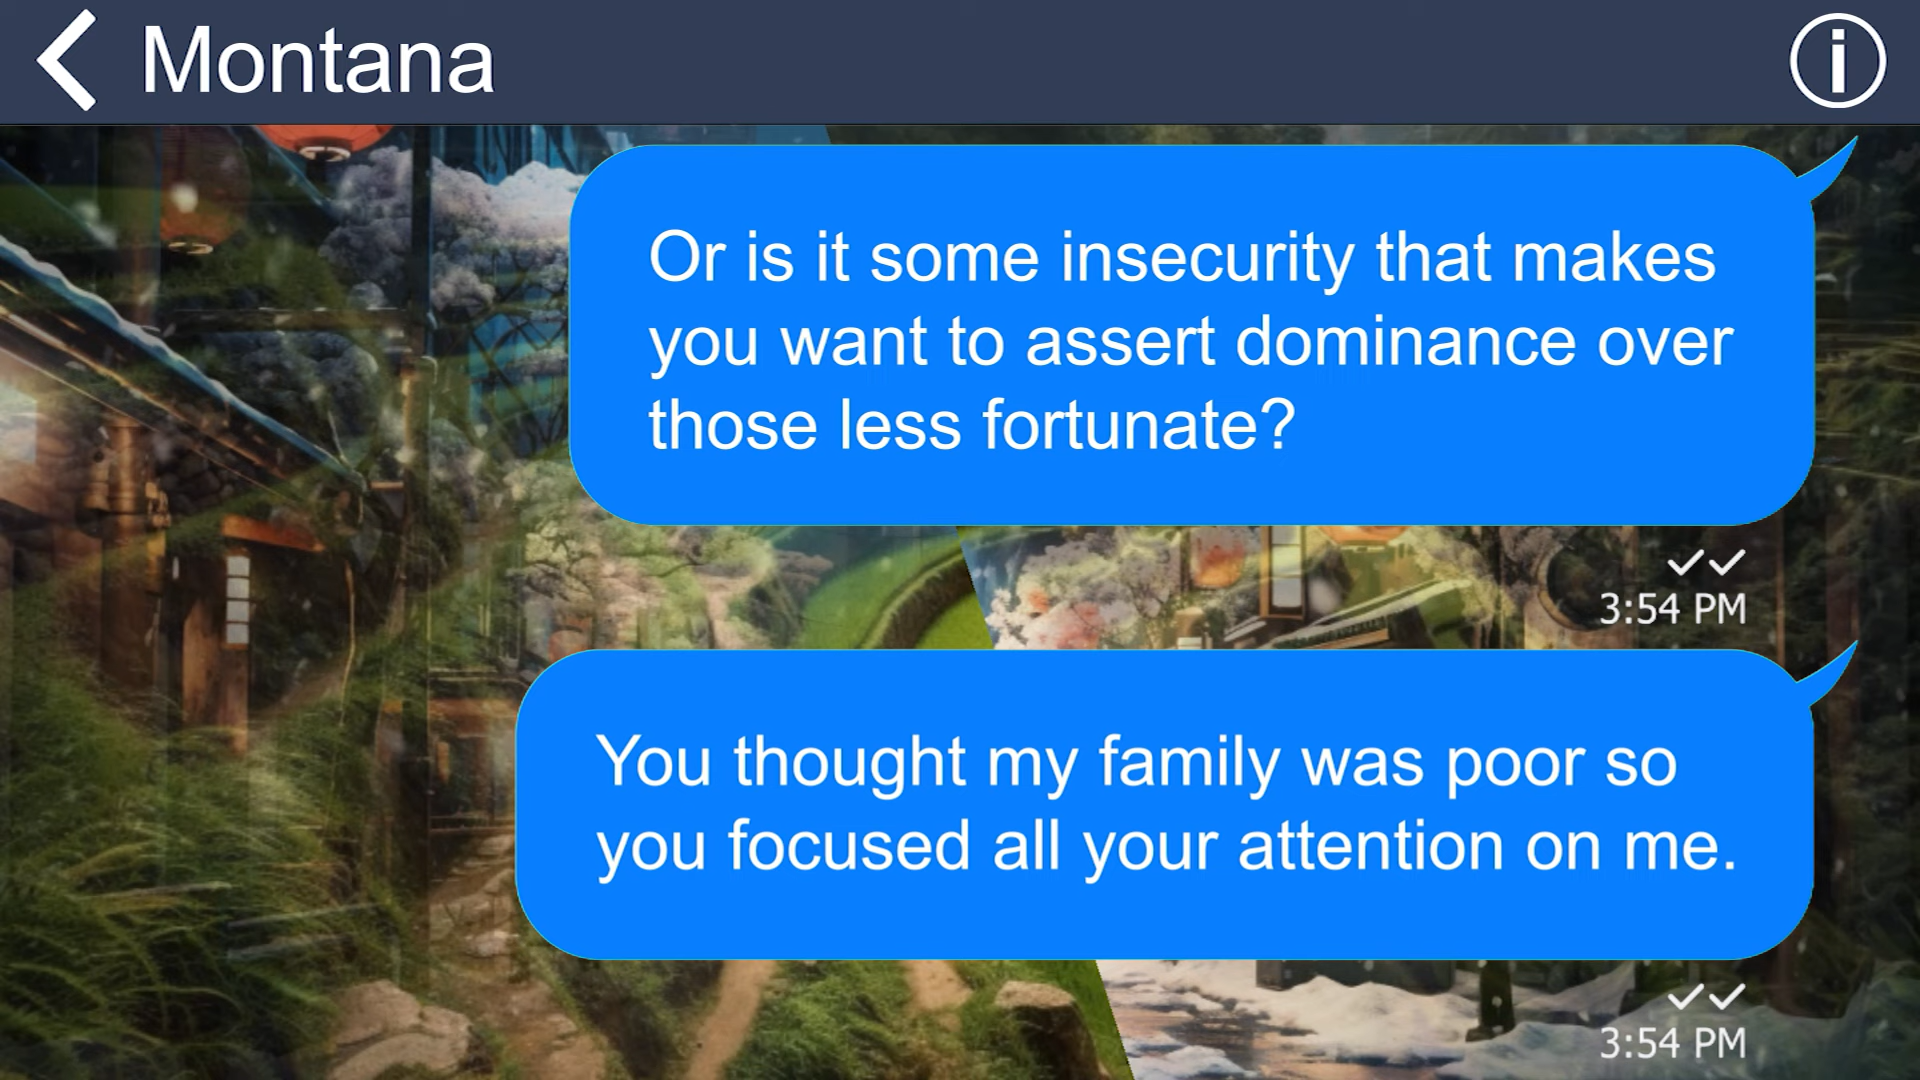 Montana
Or is it some insecurity that makes
you want to assert dominance over
those less fortunate?
3:54 PM
You thought my family was poor so
you focused all your attention on me.
3:54 PM